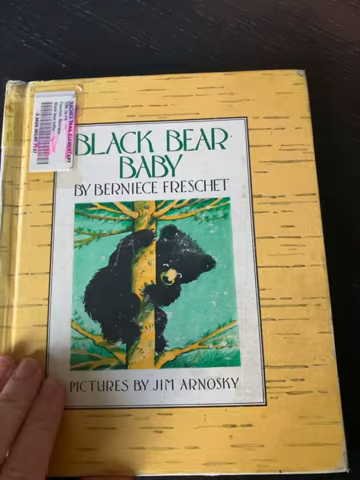 BLACK BEAR
BABY
BY BERNIECE FRESCHET
PICTURES BY JIM ARNOSKY